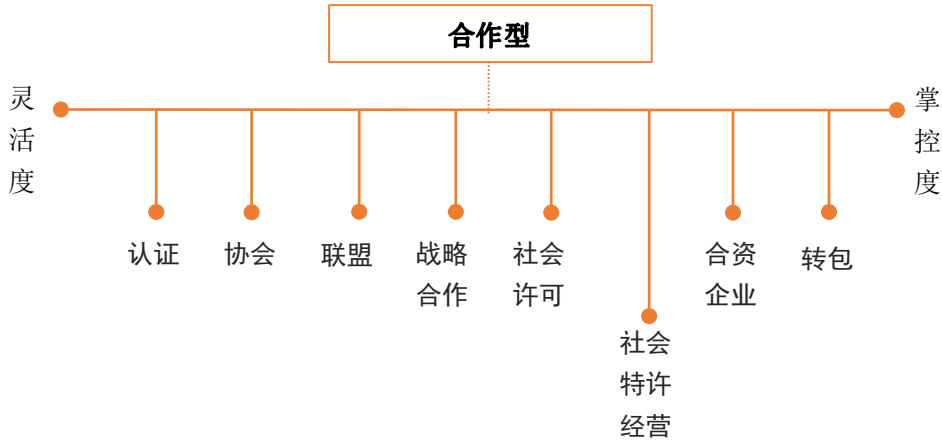 合作型
灵活度
掌控度
认证
协会
联盟
战略
合作
社会
许可
社会
特许
经营
合资
企业
转包